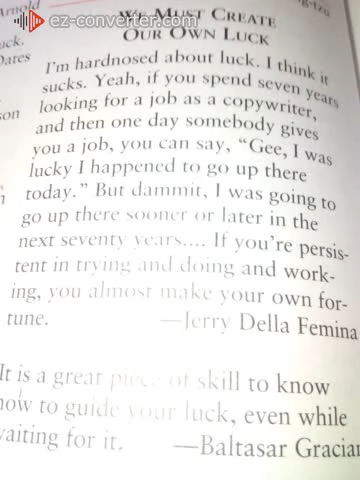 ez-converter.com
Arnold
WE MUST CREATE
OUR OWN LUCK
I'm hardnosed about luck. I think it
sucks. Yeah, if you spend seven years
looking for a job as a copywriter,
and then one day somebody gives
you a job, you can say, "Gee, I was
lucky I happened to go up there
today." But dammit, I was going to
go up there sooner or later in the
next seventy years.... If you're persis-
tent in trying and doing and work-
ing, you almost make your own for-
tune.
—Jerry Della Femina
It is a great piece of skill to know
how to guide your luck, even while
waiting for it.
—Baltasar Gracian